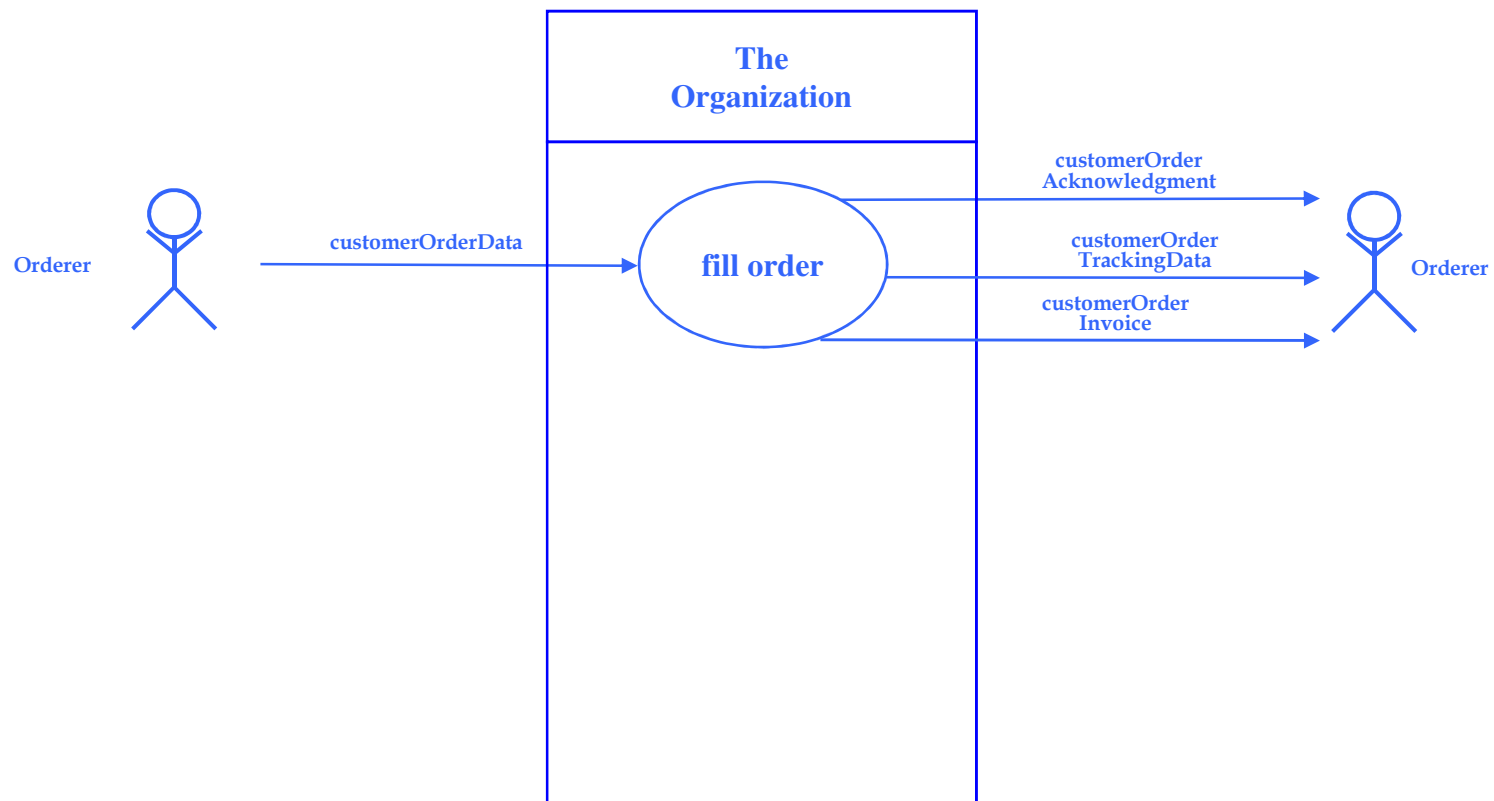 The
Organization
customerOrder
Acknowledgment
Orderer
customerOrderData
fill order
customerOrder
TrackingData
Orderer
customerOrder
Invoice